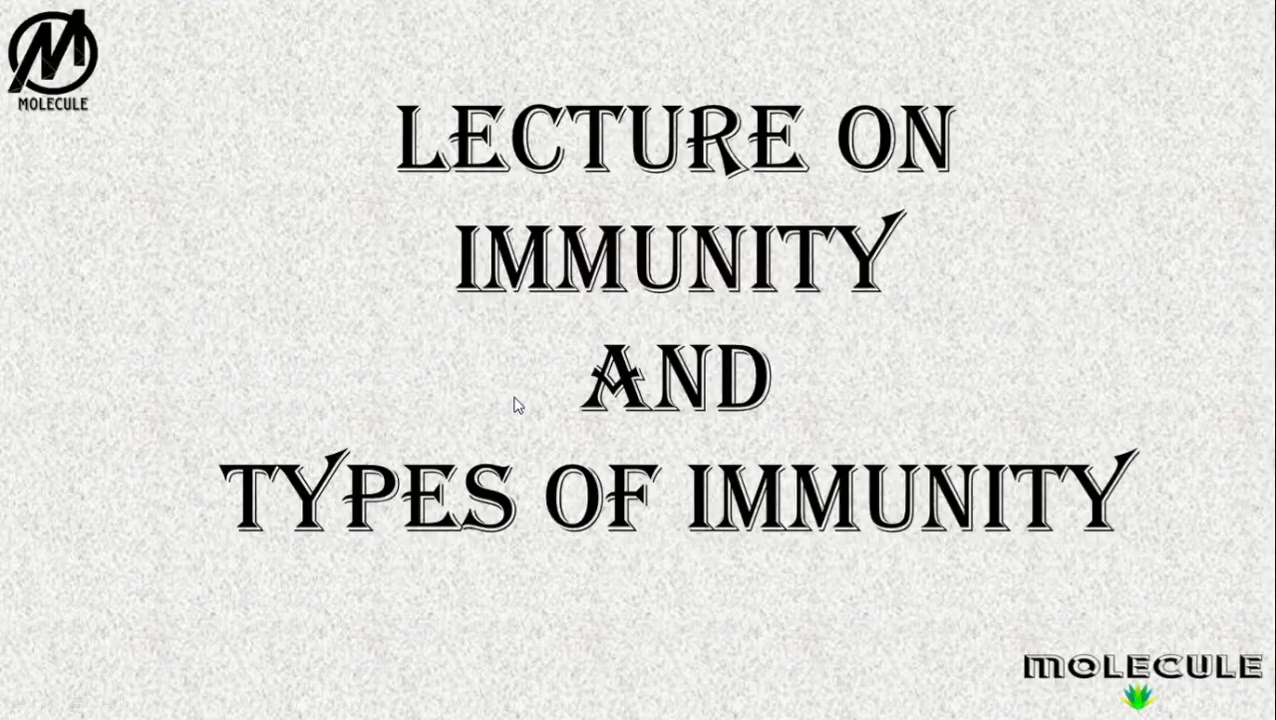 MOLECULE
LECTURE ON
IMMUNITY
AND
TYPES OF IMMUNITY
MOLECULE